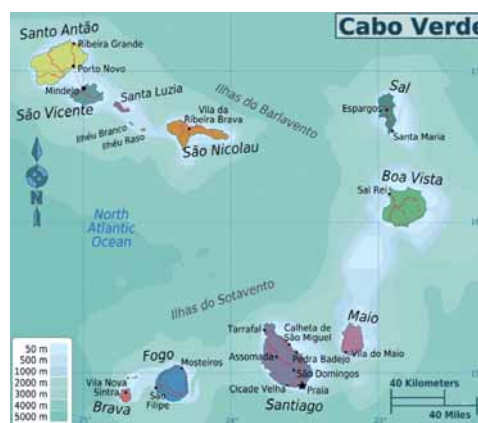 Cabo Verde
Santo Antão
Ribeira Grande
Porto Novo
Mindelo
São Vicente
Santa Luzia
Ilhéu Branco
Ilhéu Raso
Vila da
Ribeira Brava
São Nicolau
Ilhas do Barlavento
Sal
Espargos
Santa Maria
Boa Vista
Sal Rei
N
North
Atlantic
Ocean
Ilhas do Sotavento
Maio
Vila do Maio
Tarrafal
Calheta de
São Miguel
Assomada
Pedra Badejo
São Domingos
Cidade Velha
Praia
Santiago
Fogo
Mosteiros
São
Filipe
Vila Nova
Sintra
Brava
50 m
500 m
1000 m
2000 m
3000 m
4000 m
5000 m
25
24
23
40 Kilometers
40 Miles